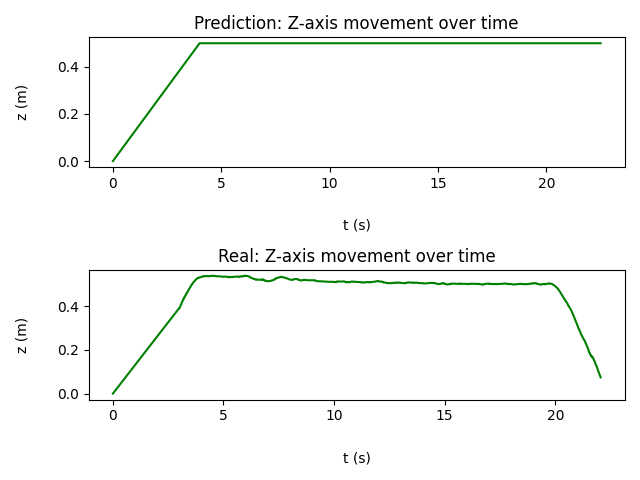 Prediction: Z-axis movement over time
0.4
0.2
0.0
z (m)
0 5 10 15 20
t (s)
Real: Z-axis movement over time
0.4
0.2
0.0
z (m)
0 5 10 15 20
t (s)